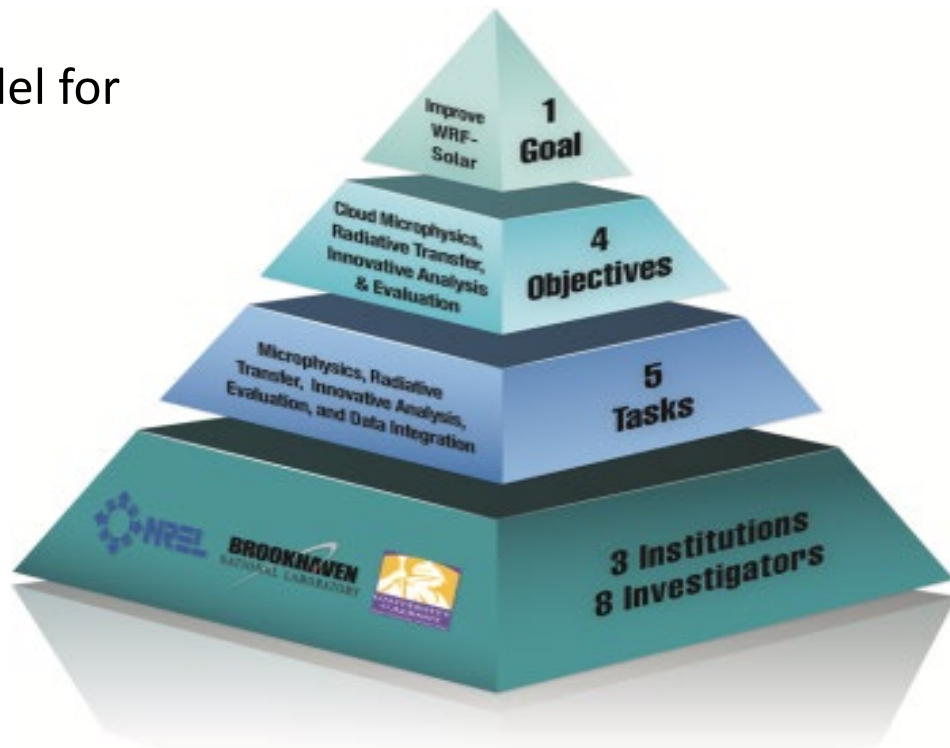 del for
Improve
WRF-
Solar
1
Goal
Cloud Microphysics,
Radiative Transfer,
Innovative Analysis
& Evaluation
4
Objectives
Microphysics, Radiative
Transfer, Innovative Analysis,
Evaluation, and Data Integration
5
Tasks
NREL
BROOKHAVEN
NATIONAL LABORATORY
UNIVERSITY
3 Institutions
8 Investigators